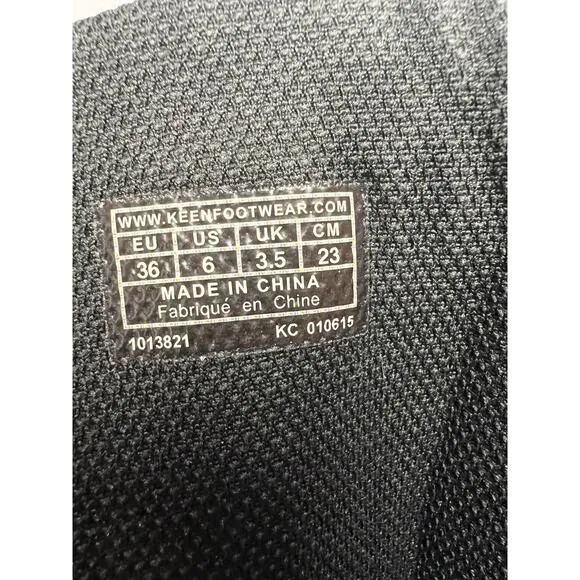 WWW.KEENFOOTWEAR.COM
EU US UK CM
36 6 3.5 23
MADE IN CHINA
Fabriqué en Chine
1013821 KC 010615